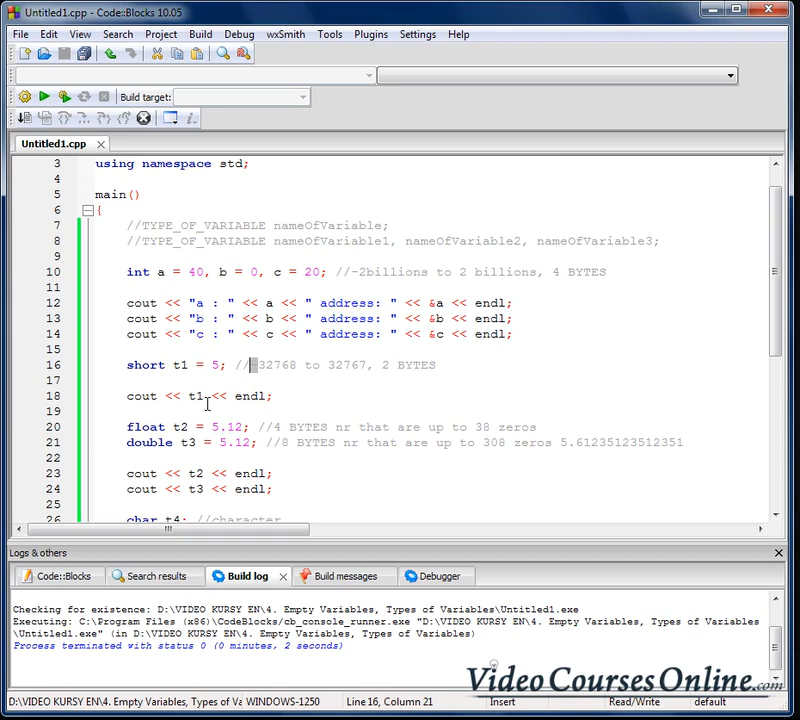 Untitled1.cpp - Code::Blocks 10.05
File Edit View Search Project Build Debug wxSmith Tools Plugins Settings Help
Build target:
Untitled1.cpp
3 using namespace std;
4
5 main()
6 {
7 //TYPE_OF_VARIABLE nameOfVariable;
8 //TYPE_OF_VARIABLE nameOfVariable1, nameOfVariable2, nameOfVariable3;
9
10 int a = 40, b = 0, c = 20; //-2billions to 2 billions, 4 BYTES
11
12 cout << "a : " << a << " address: " << &a << endl;
13 cout << "b : " << b << " address: " << &b << endl;
14 cout << "c : " << c << " address: " << &c << endl;
15
16 short t1 = 5; //-32768 to 32767, 2 BYTES
17
18 cout << t1 << endl;
19
20 float t2 = 5.12; //4 BYTES nr that are up to 38 zeros
21 double t3 = 5.12; //8 BYTES nr that are up to 308 zeros 5.61235123512351
22
23 cout << t2 << endl;
24 cout << t3 << endl;
25
26 char t4; //character
Logs & others
Code::Blocks Search results Build log Build messages Debugger
Checking for existence: D:\VIDEO KURSY EN\4. Empty Variables, Types of Variables\Untitled1.exe
Executing: C:\Program Files (x86)\CodeBlocks/cb_console_runner.exe "D:\VIDEO KURSY EN\4. Empty Variables, Types of Variables
\Untitled1.exe" (in D:\VIDEO KURSY EN\4. Empty Variables, Types of Variables)
Process terminated with status 0 (0 minutes, 2 seconds)
VideoCoursesOnline.com
D:\VIDEO KURSY EN\4. Empty Variables, Types of Va WINDOWS-1250 Line 16, Column 21 Insert Read/Write default